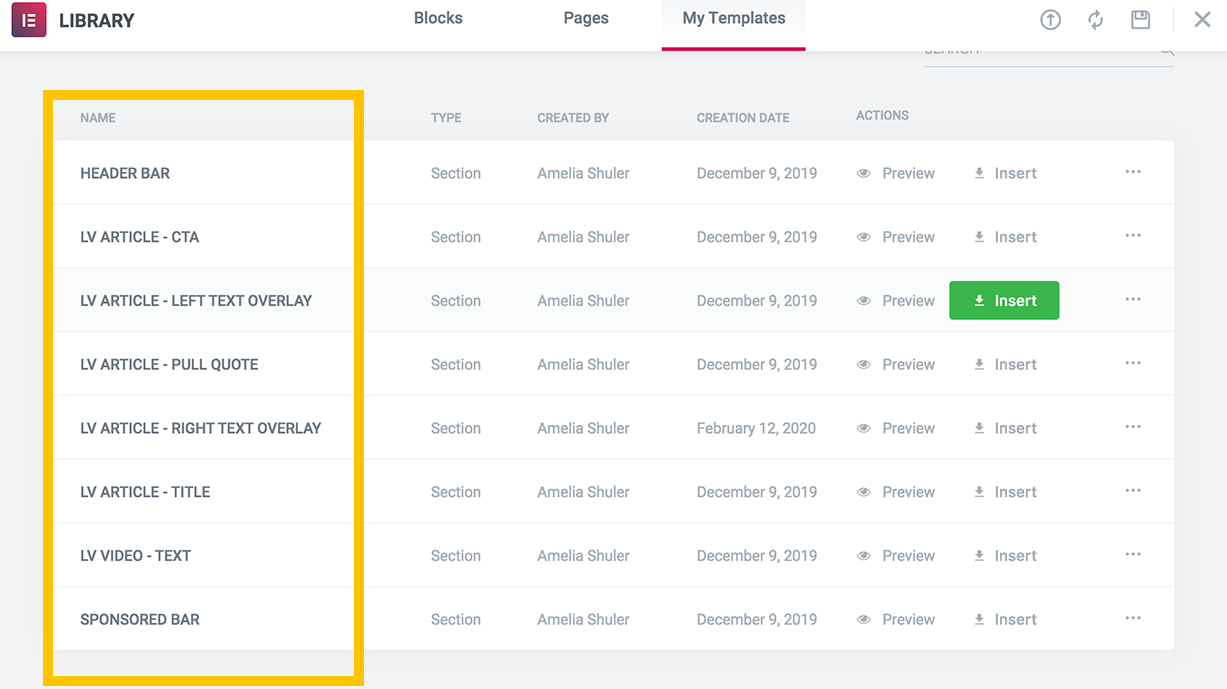 LIBRARY Blocks Pages My Templates
SEARCH
NAME TYPE CREATED BY CREATION DATE ACTIONS
HEADER BAR Section Amelia Shuler December 9, 2019 Preview Insert ...
LV ARTICLE - CTA Section Amelia Shuler December 9, 2019 Preview Insert ...
LV ARTICLE - LEFT TEXT OVERLAY Section Amelia Shuler December 9, 2019 Preview Insert ...
LV ARTICLE - PULL QUOTE Section Amelia Shuler December 9, 2019 Preview Insert ...
LV ARTICLE - RIGHT TEXT OVERLAY Section Amelia Shuler February 12, 2020 Preview Insert ...
LV ARTICLE - TITLE Section Amelia Shuler December 9, 2019 Preview Insert ...
LV VIDEO - TEXT Section Amelia Shuler December 9, 2019 Preview Insert ...
SPONSORED BAR Section Amelia Shuler December 9, 2019 Preview Insert ...